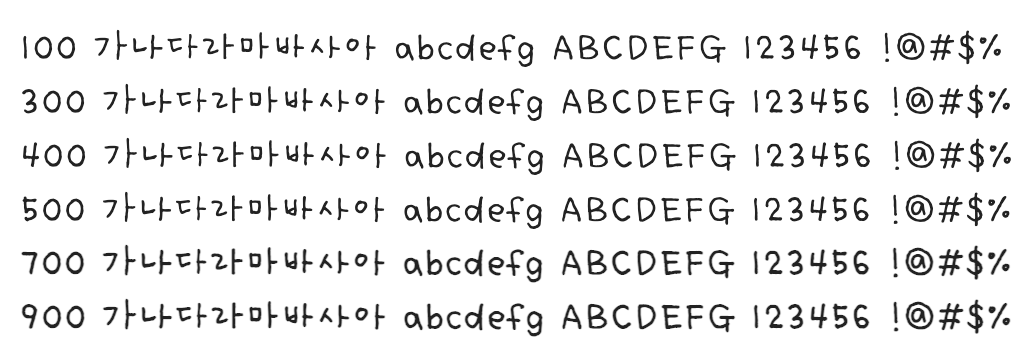 100 가나다라마바사아 abcdefg ABCDEFG 123456 !@#$%
300 가나다라마바사아 abcdefg ABCDEFG 123456 !@#$%
400 가나다라마바사아 abcdefg ABCDEFG 123456 !@#$%
500 가나다라마바사아 abcdefg ABCDEFG 123456 !@#$%
700 가나다라마바사아 abcdefg ABCDEFG 123456 !@#$%
900 가나다라마바사아 abcdefg ABCDEFG 123456 !@#$%